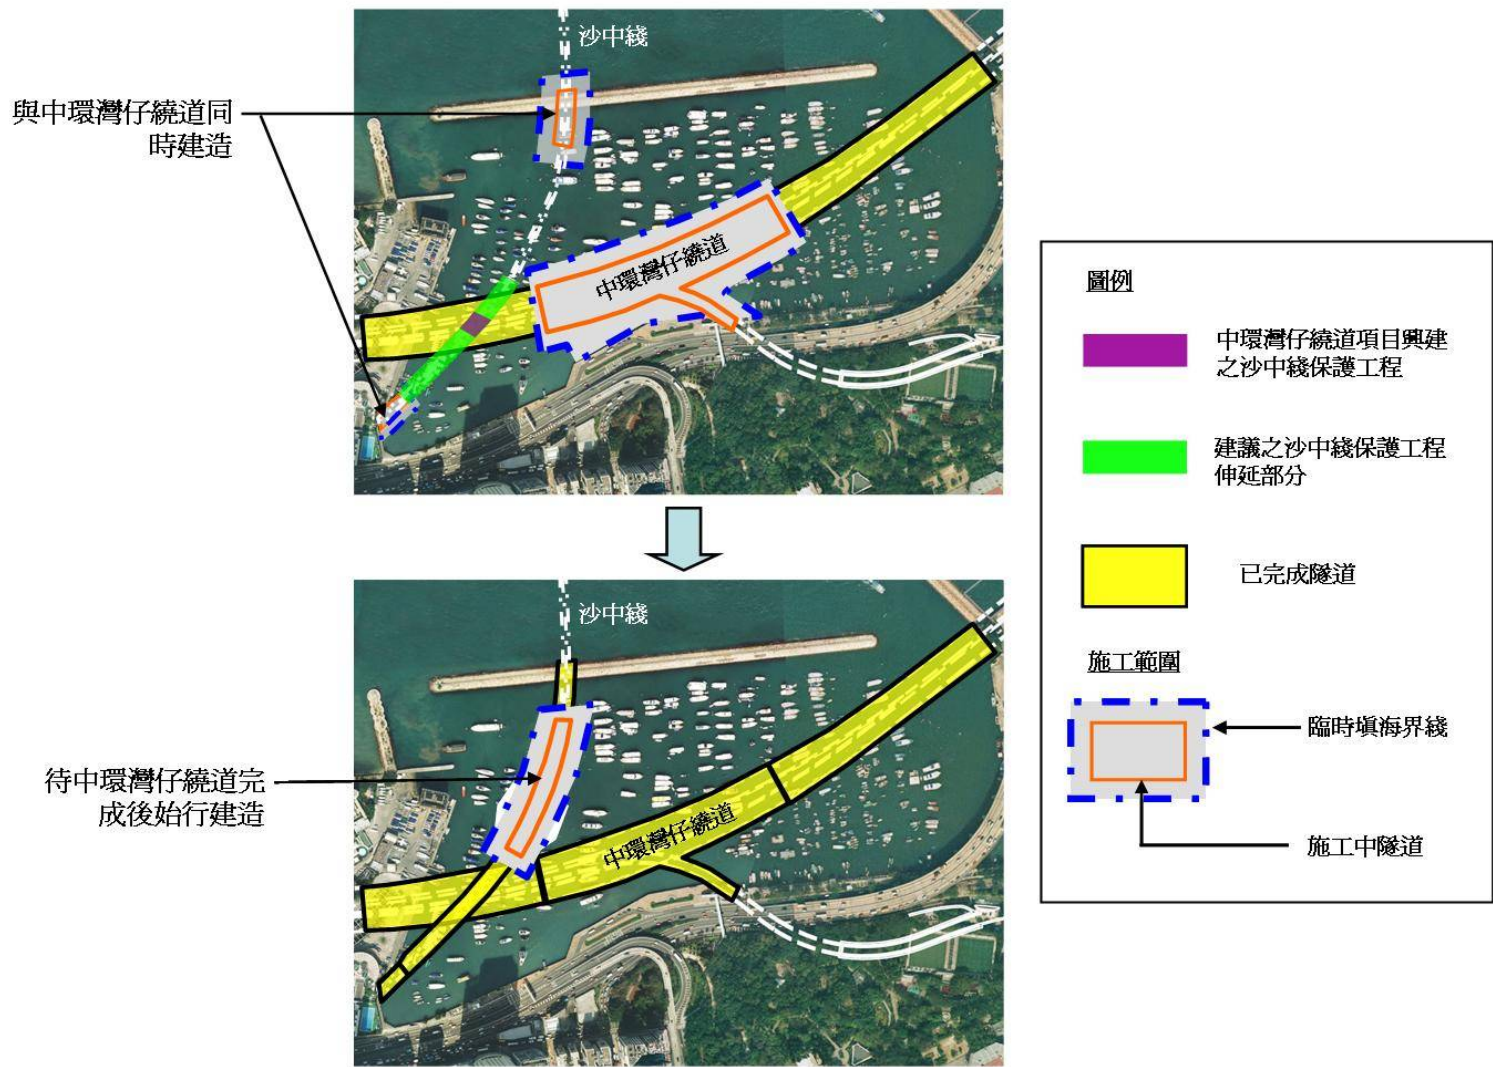 沙中綫
與中環灣仔繞道同
時建造
中環灣仔繞道
沙中綫
待中環灣仔繞道完
成後始行建造
中環灣仔繞道
圖例
中環灣仔繞道項目興建
之沙中綫保護工程
建議之沙中綫保護工程
伸延部分
已完成隧道
施工範圍
臨時填海界綫
施工中隧道